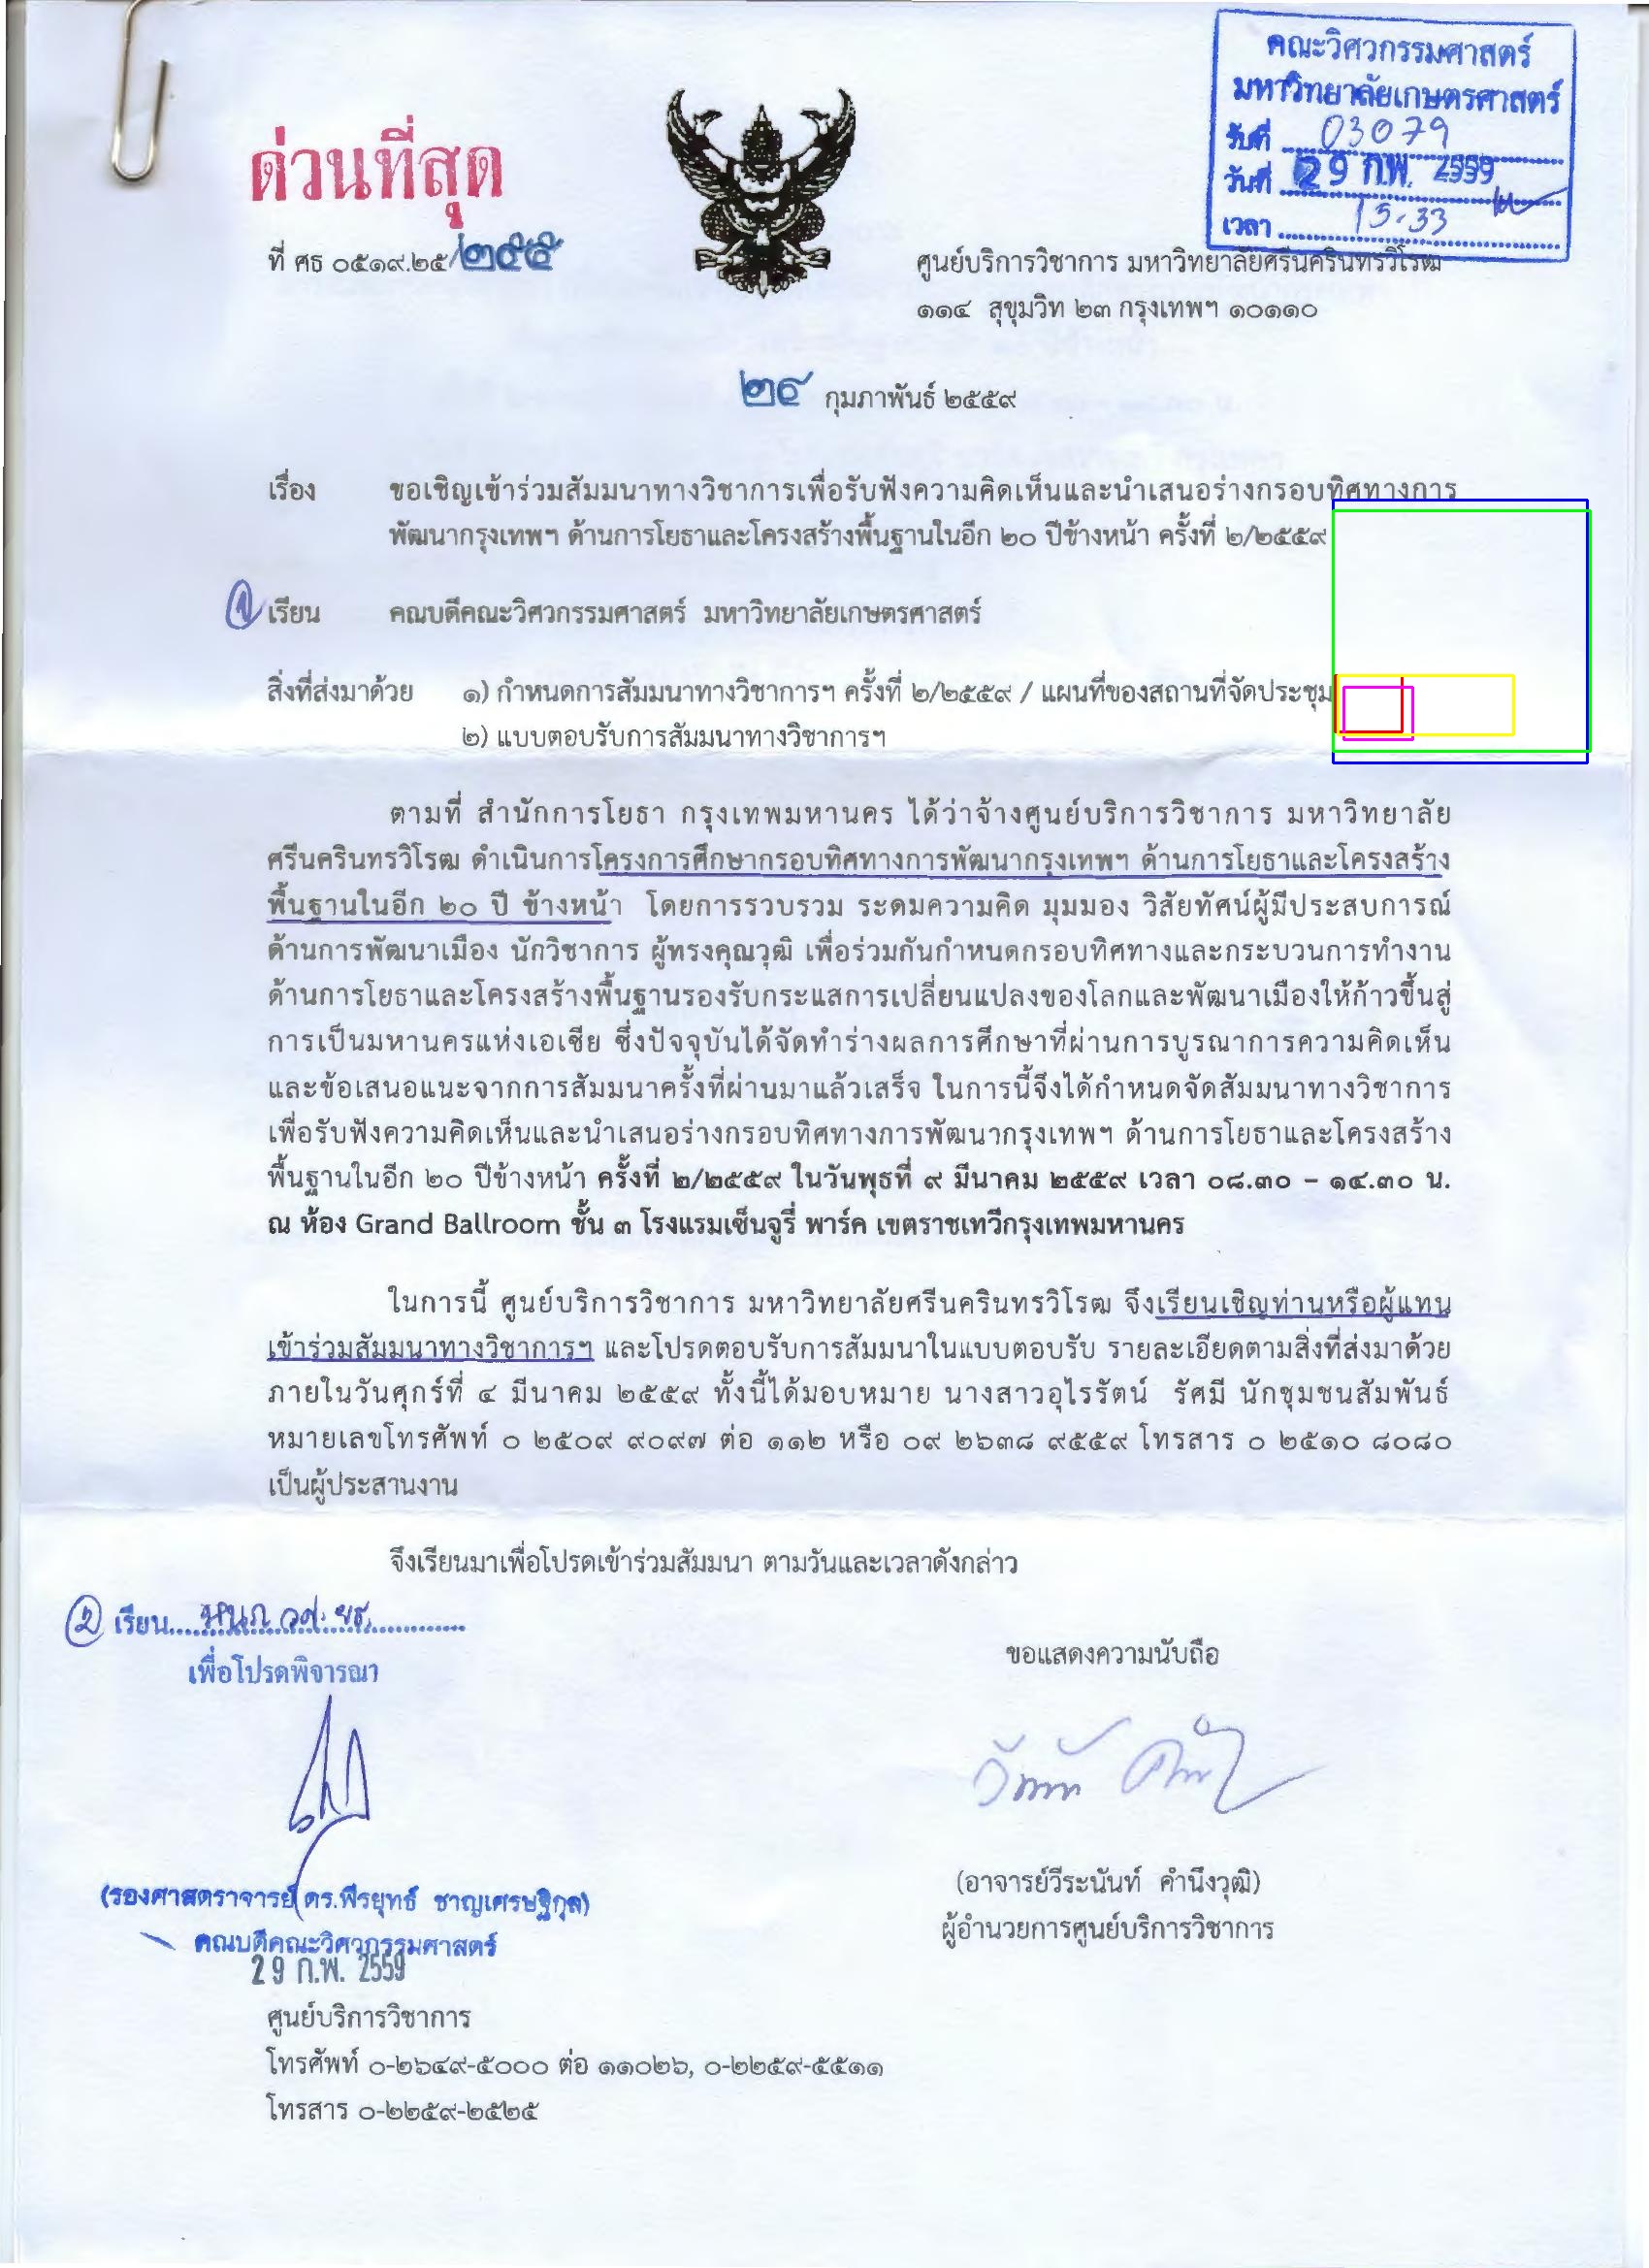 คณะวิศวกรรมศาสตร์
มหาวิทยาลัยเกษตรศาสตร์
รับที่ 03079
วันที่ 29 ก.พ. 2559
เวลา 15.33
ด่วนที่สุด
ที่ ศธ ๐๕๑๙.๒๕/๒๕๕
ศูนย์บริการวิชาการ มหาวิทยาลัยศรีนครินทรวิโรฒ
๑๑๔ สุขุมวิท ๒๓ กรุงเทพฯ ๑๐๑๑๐
๒๙ กุมภาพันธ์ ๒๕๕๙
เรื่อง ขอเชิญเข้าร่วมสัมมนาทางวิชาการเพื่อรับฟังความคิดเห็นและนำเสนอร่างกรอบทิศทางการ
พัฒนากรุงเทพฯ ด้านการโยธาและโครงสร้างพื้นฐานในอีก ๒๐ ปีข้างหน้า ครั้งที่ ๒/๒๕๕๙
๑ เรียน คณบดีคณะวิศวกรรมศาสตร์ มหาวิทยาลัยเกษตรศาสตร์
สิ่งที่ส่งมาด้วย ๑) กำหนดการสัมมนาทางวิชาการฯ ครั้งที่ ๒/๒๕๕๙ / แผนที่ของสถานที่จัดประชุม
๒) แบบตอบรับการสัมมนาทางวิชาการฯ
ตามที่ สำนักการโยธา กรุงเทพมหานคร ได้ว่าจ้างศูนย์บริการวิชาการ มหาวิทยาลัย
ศรีนครินทรวิโรฒ ดำเนินการโครงการศึกษากรอบทิศทางการพัฒนากรุงเทพฯ ด้านการโยธาและโครงสร้าง
พื้นฐานในอีก ๒๐ ปี ข้างหน้า โดยการรวบรวม ระดมความคิด มุมมอง วิสัยทัศน์ผู้มีประสบการณ์
ด้านการพัฒนาเมือง นักวิชาการ ผู้ทรงคุณวุฒิ เพื่อร่วมกันกำหนดกรอบทิศทางและกระบวนการทำงาน
ด้านการโยธาและโครงสร้างพื้นฐานรองรับกระแสการเปลี่ยนแปลงของโลกและพัฒนาเมืองให้ก้าวขึ้นสู่
การเป็นมหานครแห่งเอเชีย ซึ่งปัจจุบันได้จัดทำร่างผลการศึกษาที่ผ่านการบูรณาการความคิดเห็น
และข้อเสนอแนะจากการสัมมนาครั้งที่ผ่านมาแล้วเสร็จ ในการนี้จึงได้กำหนดจัดสัมมนาทางวิชาการ
เพื่อรับฟังความคิดเห็นและนำเสนอร่างกรอบทิศทางการพัฒนากรุงเทพฯ ด้านการโยธาและโครงสร้าง
พื้นฐานในอีก ๒๐ ปีข้างหน้า ครั้งที่ ๒/๒๕๕๙ ในวันพุธที่ ๙ มีนาคม ๒๕๕๙ เวลา ๐๘.๓๐ – ๑๔.๓๐ น.
ณ ห้อง Grand Ballroom ชั้น ๓ โรงแรมเซ็นจูรี่ พาร์ค เขตราชเทวีกรุงเทพมหานคร
ในการนี้ ศูนย์บริการวิชาการ มหาวิทยาลัยศรีนครินทรวิโรฒ จึงเรียนเชิญท่านหรือผู้แทน
เข้าร่วมสัมมนาทางวิชาการฯ และโปรดตอบรับการสัมมนาในแบบตอบรับ รายละเอียดตามสิ่งที่ส่งมาด้วย
ภายในวันศุกร์ที่ ๔ มีนาคม ๒๕๕๙ ทั้งนี้ได้มอบหมาย นางสาวอุไรรัตน์ รัศมี นักชุมชนสัมพันธ์
หมายเลขโทรศัพท์ ๐ ๒๕๐๙ ๙๐๙๗ ต่อ ๑๑๒ หรือ ๐๙ ๒๖๓๘ ๙๕๕๙ โทรสาร ๐ ๒๕๑๐ ๘๐๘๐
เป็นผู้ประสานงาน
จึงเรียนมาเพื่อโปรดเข้าร่วมสัมมนา ตามวันและเวลาดังกล่าว
๒ เรียน
เพื่อโปรดพิจารณา
ขอแสดงความนับถือ
(รองศาสตราจารย์ ดร.พีรยุทธ์ ชาญเศรษฐิกุล)
คณบดีคณะวิศวกรรมศาสตร์
29 ก.พ. 2559
(อาจารย์วีระนันท์ คำนึงวุฒิ)
ผู้อำนวยการศูนย์บริการวิชาการ
ศูนย์บริการวิชาการ
โทรศัพท์ ๐-๒๖๔๙-๕๐๐๐ ต่อ ๑๑๐๒๖, ๐-๒๒๕๙-๕๕๑๑
โทรสาร ๐-๒๒๕๙-๒๕๒๕